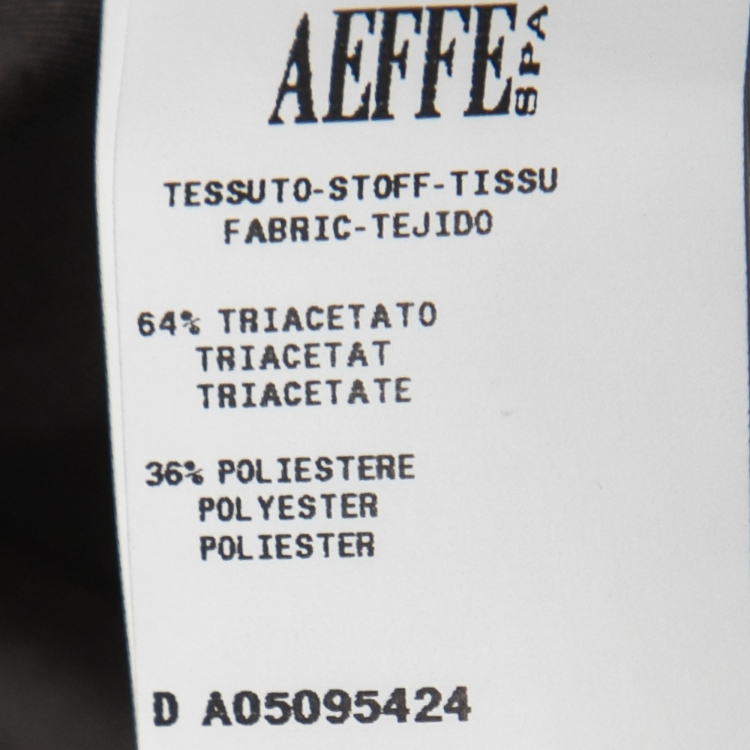 AEFFE SPA
TESSUTO-STOFF-TISSU
FABRIC-TEJIDO
64% TRIACETATO
TRIACETAT
TRIACETATE
36% POLIESTERE
POLYESTER
POLIESTER
D A05095424